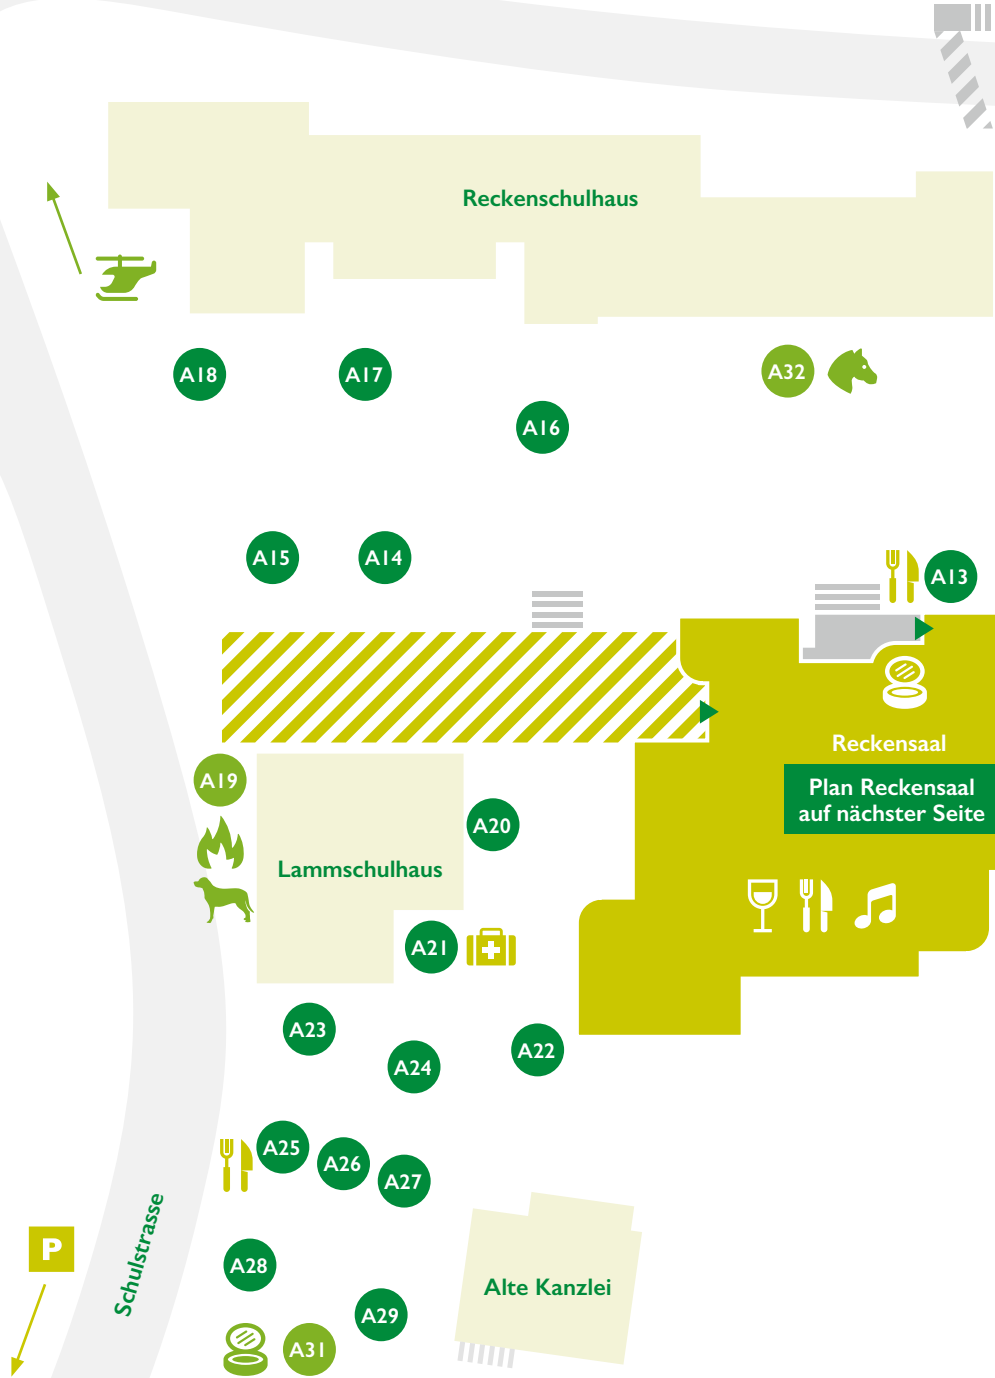 Reckenschulhaus
A18
A17
A32
A16
A15
A14
A13
Reckensaal
A19
Plan Reckensaal
auf nächster Seite
A20
Lammschulhaus
A21
A23
A22
A24
A25
A26
A27
Schulstrasse
P
A28
Alte Kanzlei
A29
A31